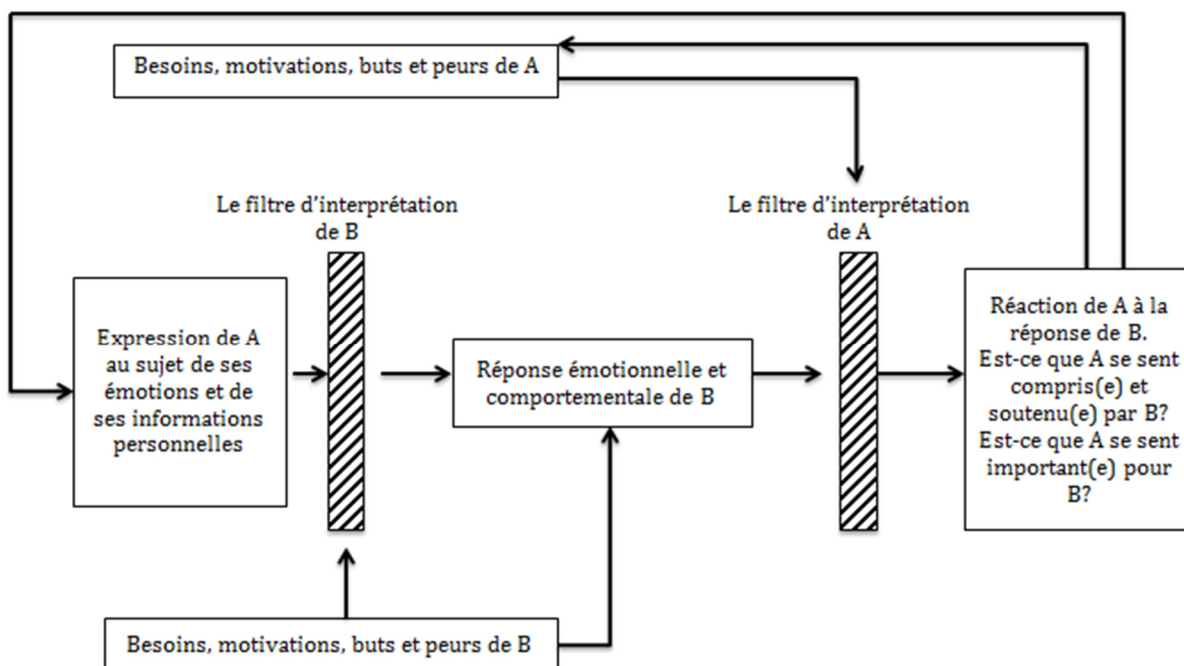 Besoins, motivations, buts et peurs de A
Le filtre d'interprétation
de B
Le filtre d'interprétation
de A
Expression de A
au sujet de ses
émotions et de
ses informations
personnelles
Réponse émotionnelle et
comportementale de B
Réaction de A à la
réponse de B.
Est-ce que A se sent
compris(e) et
soutenu(e) par B?
Est-ce que A se sent
important(e) pour
B?
Besoins, motivations, buts et peurs de B